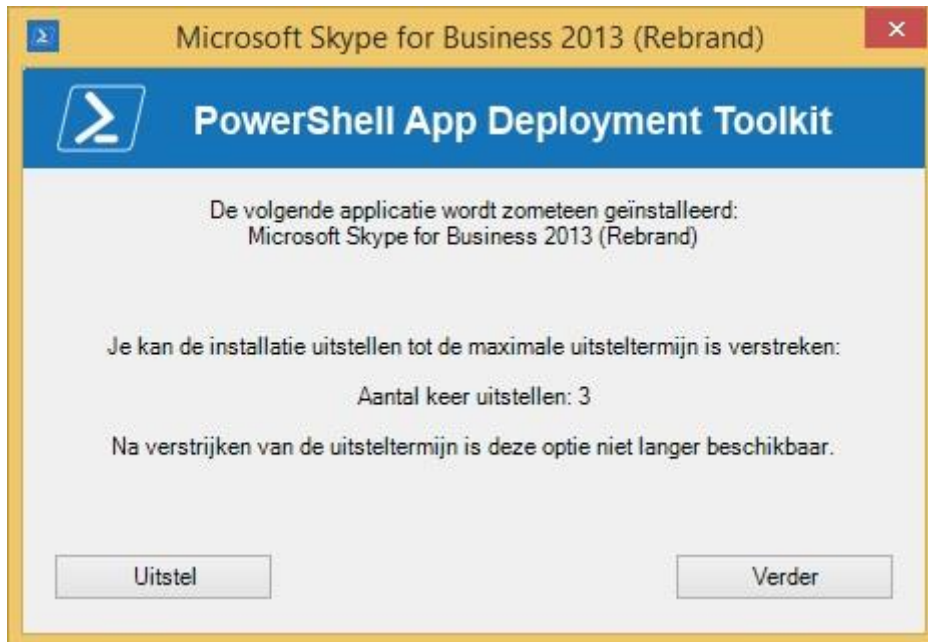 Microsoft Skype for Business 2013 (Rebrand)
PowerShell App Deployment Toolkit
De volgende applicatie wordt zometeen geïnstalleerd:
Microsoft Skype for Business 2013 (Rebrand)
Je kan de installatie uitstellen tot de maximale uitsteltermijn is verstreken:
Aantal keer uitstellen: 3
Na verstrijken van de uitsteltermijn is deze optie niet langer beschikbaar.
Uitstel
Verder